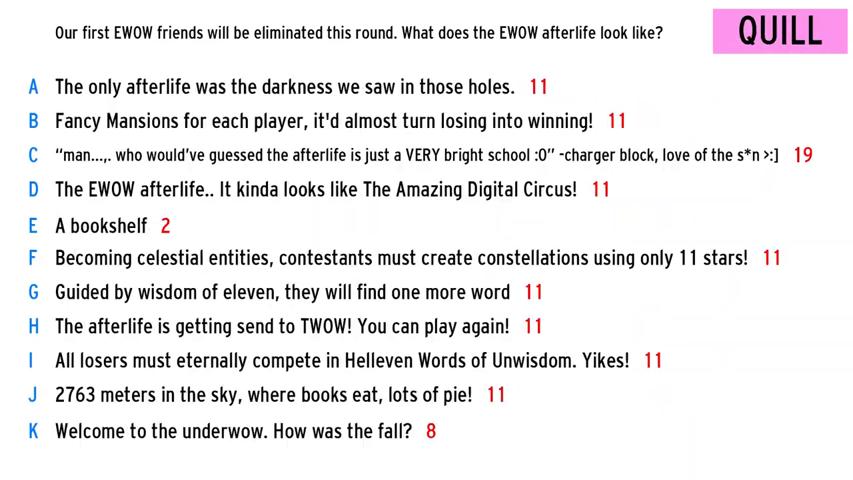 Our first EWOW friends will be eliminated this round. What does the EWOW afterlife look like?
QUILL
A The only afterlife was the darkness we saw in those holes. 11
B Fancy Mansions for each player, it'd almost turn losing into winning! 11
C “man...,. who would’ve guessed the afterlife is just a VERY bright school :0” -charger block, love of the s*n >:] 19
D The EWOW afterlife.. It kinda looks like The Amazing Digital Circus! 11
E A bookshelf 2
F Becoming celestial entities, contestants must create constellations using only 11 stars! 11
G Guided by wisdom of eleven, they will find one more word 11
H The afterlife is getting send to TWOW! You can play again! 11
I All losers must eternally compete in Helleven Words of Unwisdom. Yikes! 11
J 2763 meters in the sky, where books eat, lots of pie! 11
K Welcome to the underwow. How was the fall? 8